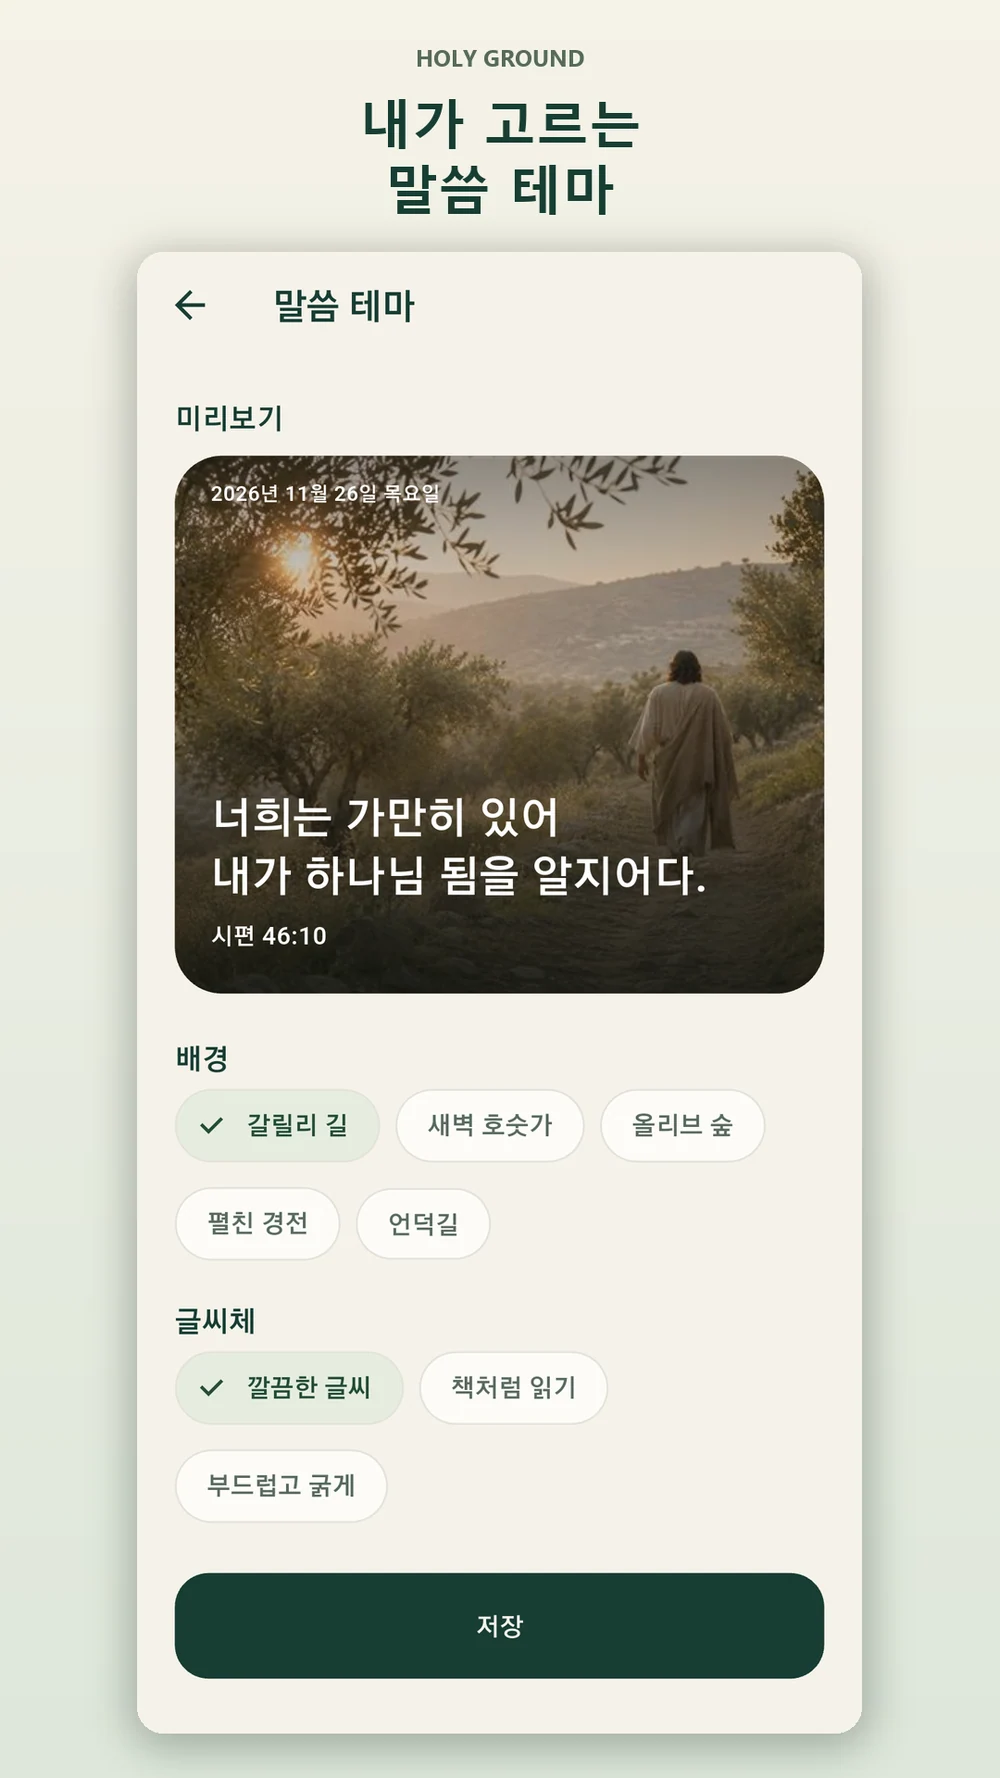 HOLY GROUND
내가 고르는
말씀 테마
말씀 테마
미리보기
2026년 11월 26일 목요일
너희는 가만히 있어
내가 하나님 됨을 알지어다.
시편 46:10
배경
갈릴리 길
새벽 호숫가
올리브 숲
펼친 경전
언덕길
글씨체
깔끔한 글씨
책처럼 읽기
부드럽고 굵게
저장